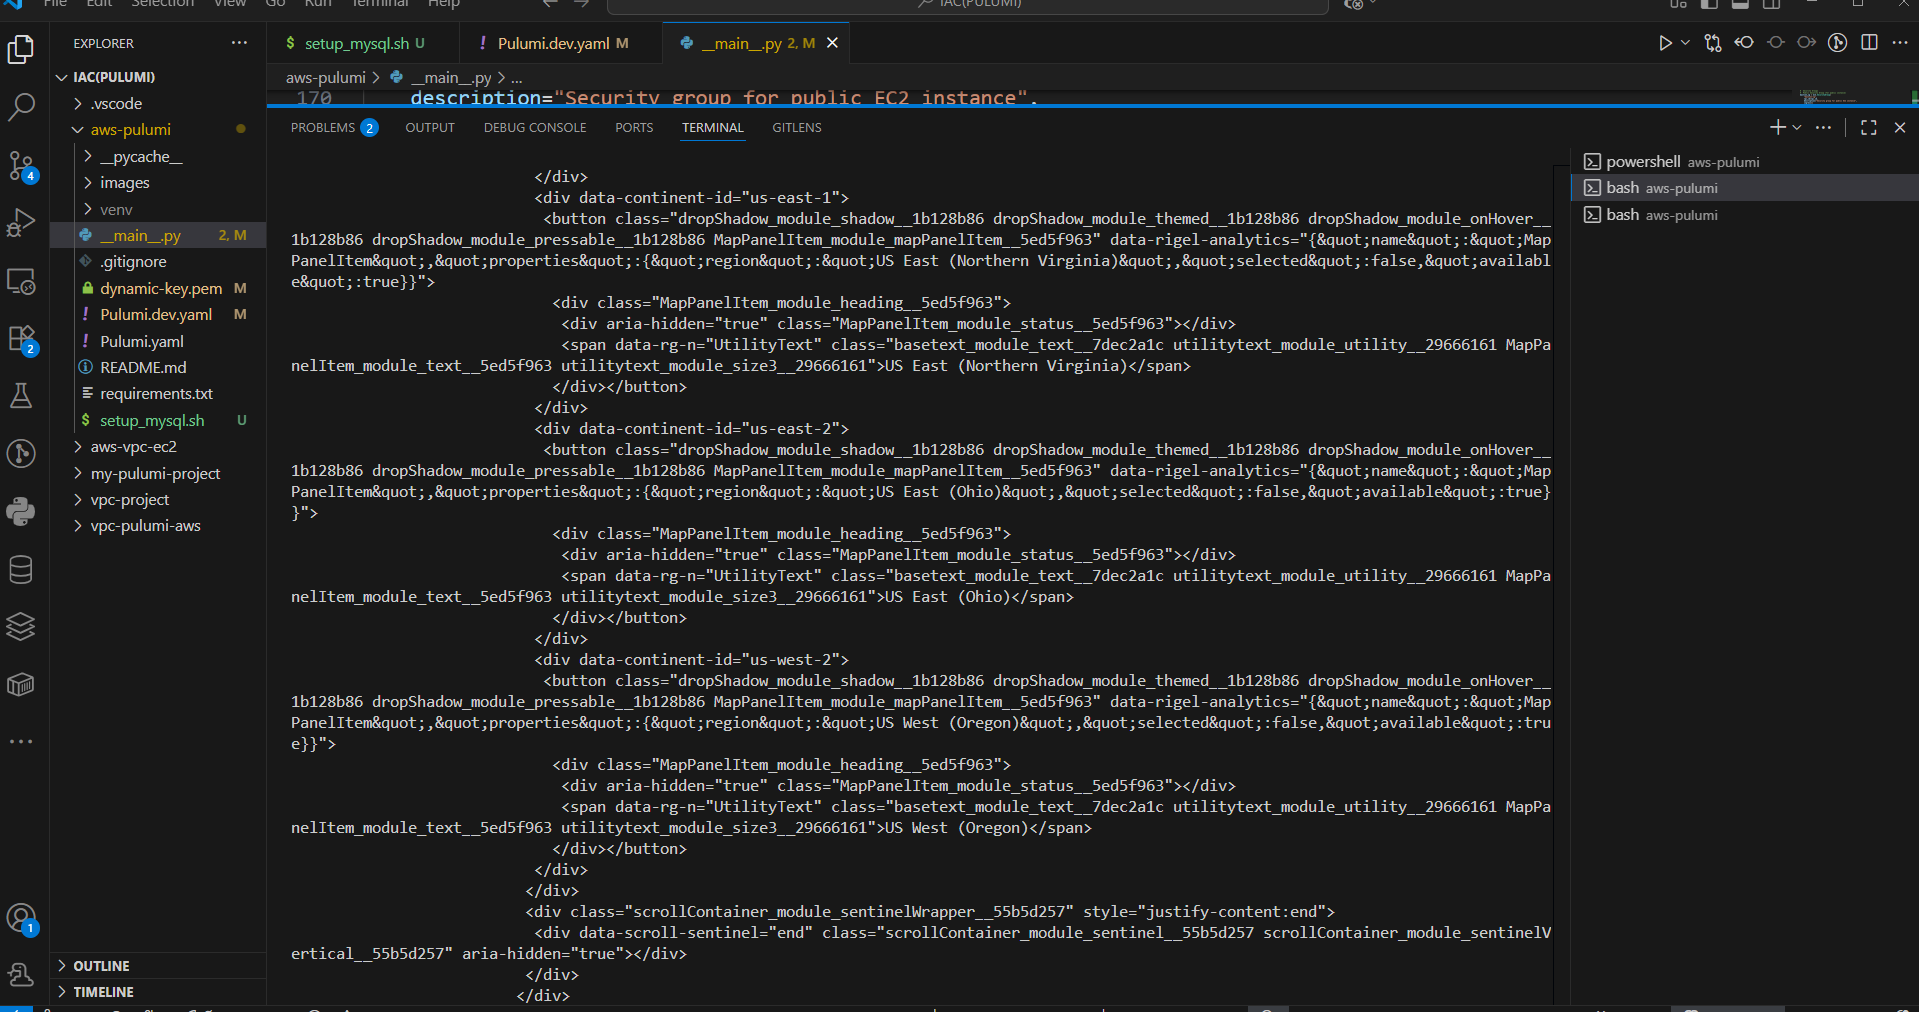 File Edit Selection View Go Run Terminal Help
IAC(PULUMI)
EXPLORER
setup_mysql.sh U
Pulumi.dev.yaml M
__main__.py 2, M
IAC(PULUMI)
aws-pulumi > __main__.py > ...
.vscode
170 description="Security group for public EC2 instance",
aws-pulumi
PROBLEMS 2 OUTPUT DEBUG CONSOLE PORTS TERMINAL GITLENS
__pycache__
images
venv
__main__.py 2, M
.gitignore
dynamic-key.pem M
Pulumi.dev.yaml M
Pulumi.yaml
README.md
requirements.txt
setup_mysql.sh U
aws-vpc-ec2
my-pulumi-project
vpc-project
vpc-pulumi-aws
OUTLINE
TIMELINE
4
2
1
</div>
<div data-continent-id="us-east-1">
<button class="dropShadow_module_shadow__1b128b86 dropShadow_module_themed__1b128b86 dropShadow_module_onHover__
1b128b86 dropShadow_module_pressable__1b128b86 MapPanelItem_module_mapPanelItem__5ed5f963" data-rigel-analytics="{&quot;name&quot;:&quot;Map
PanelItem&quot;,&quot;properties&quot;:{&quot;region&quot;:&quot;US East (Northern Virginia)&quot;,&quot;selected&quot;:false,&quot;availabl
e&quot;:true}}">
<div class="MapPanelItem_module_heading__5ed5f963">
<div aria-hidden="true" class="MapPanelItem_module_status__5ed5f963"></div>
<span data-rg-n="UtilityText" class="basetext_module_text__7dec2a1c utilitytext_module_utility__29666161 MapPa
nelItem_module_text__5ed5f963 utilitytext_module_size3__29666161">US East (Northern Virginia)</span>
</div></button>
</div>
<div data-continent-id="us-east-2">
<button class="dropShadow_module_shadow__1b128b86 dropShadow_module_themed__1b128b86 dropShadow_module_onHover__
1b128b86 dropShadow_module_pressable__1b128b86 MapPanelItem_module_mapPanelItem__5ed5f963" data-rigel-analytics="{&quot;name&quot;:&quot;Map
PanelItem&quot;,&quot;properties&quot;:{&quot;region&quot;:&quot;US East (Ohio)&quot;,&quot;selected&quot;:false,&quot;available&quot;:true}
}">
<div class="MapPanelItem_module_heading__5ed5f963">
<div aria-hidden="true" class="MapPanelItem_module_status__5ed5f963"></div>
<span data-rg-n="UtilityText" class="basetext_module_text__7dec2a1c utilitytext_module_utility__29666161 MapPa
nelItem_module_text__5ed5f963 utilitytext_module_size3__29666161">US East (Ohio)</span>
</div></button>
</div>
<div data-continent-id="us-west-2">
<button class="dropShadow_module_shadow__1b128b86 dropShadow_module_themed__1b128b86 dropShadow_module_onHover__
1b128b86 dropShadow_module_pressable__1b128b86 MapPanelItem_module_mapPanelItem__5ed5f963" data-rigel-analytics="{&quot;name&quot;:&quot;Map
PanelItem&quot;,&quot;properties&quot;:{&quot;region&quot;:&quot;US West (Oregon)&quot;,&quot;selected&quot;:false,&quot;available&quot;:tru
e}}">
<div class="MapPanelItem_module_heading__5ed5f963">
<div aria-hidden="true" class="MapPanelItem_module_status__5ed5f963"></div>
<span data-rg-n="UtilityText" class="basetext_module_text__7dec2a1c utilitytext_module_utility__29666161 MapPa
nelItem_module_text__5ed5f963 utilitytext_module_size3__29666161">US West (Oregon)</span>
</div></button>
</div>
</div>
<div class="scrollContainer_module_sentinelWrapper__55b5d257" style="justify-content:end">
<div data-scroll-sentinel="end" class="scrollContainer_module_sentinel__55b5d257 scrollContainer_module_sentinelV
ertical__55b5d257" aria-hidden="true"></div>
</div>
</div>
powershell aws-pulumi
bash aws-pulumi
bash aws-pulumi